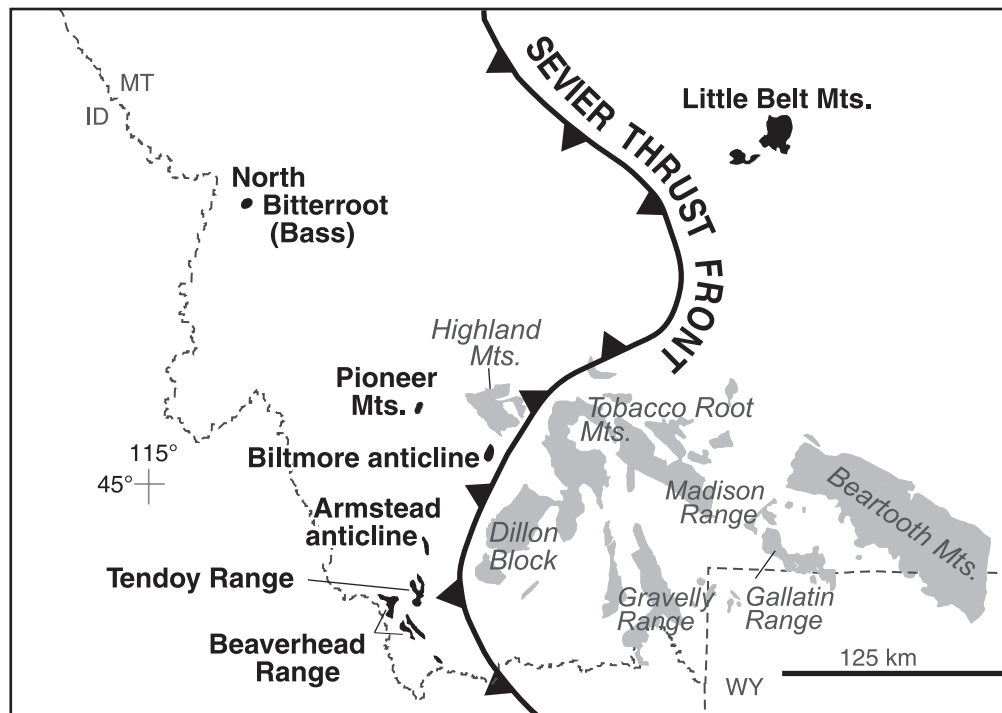 MT
ID
SEVIER THRUST FRONT
Little Belt Mts.
North
Bitterroot
(Bass)
Highland
Mts.
Pioneer
Mts.
Tobacco Root
Mts.
Biltmore anticline
115°
45°
Armstead
anticline
Madison
Range
Beartooth Mts.
Dillon
Block
Tendoy Range
Gravelly
Range
Gallatin
Range
Beaverhead
Range
125 km
WY